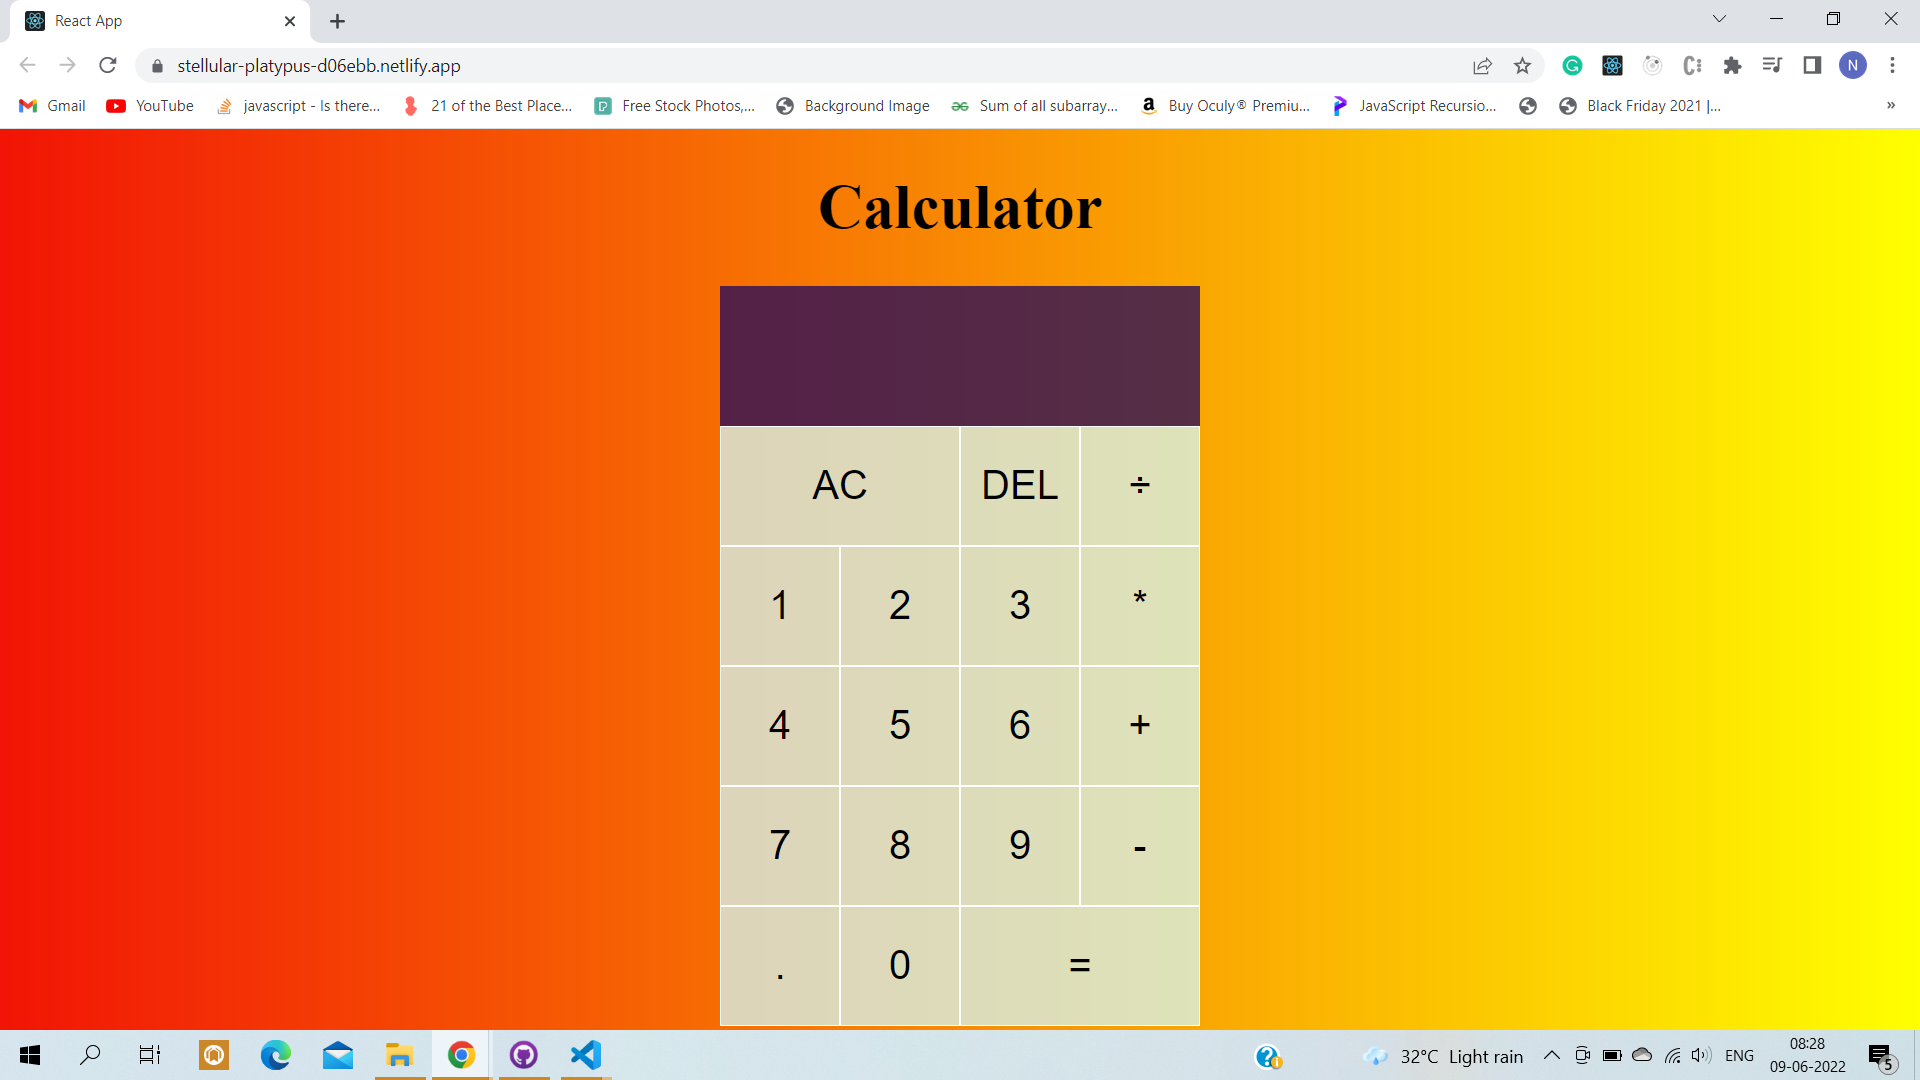 React App
stellular-platypus-d06ebb.netlify.app
N
Gmail YouTube javascript - Is there... 21 of the Best Place... Free Stock Photos,... Background Image Sum of all subarray... Buy Oculy® Premiu... JavaScript Recursio... Black Friday 2021 |... »
Calculator
AC DEL ÷
1 2 3 *
4 5 6 +
7 8 9 -
. 0 =
32°C Light rain ENG 08:28
09-06-2022 5